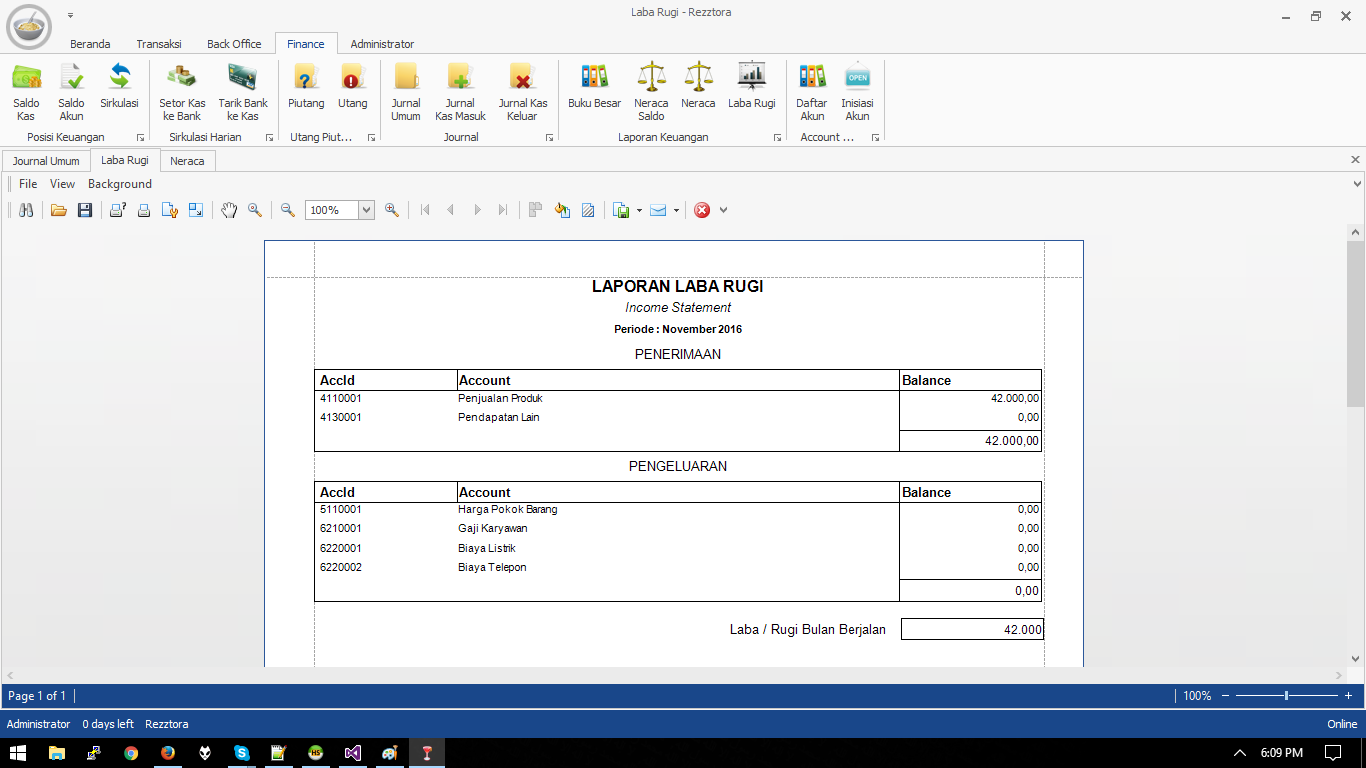 Laba Rugi - Rezztora
Beranda Transaksi Back Office Finance Administrator
Saldo Kas
Saldo Akun
Sirkulasi
Setor Kas ke Bank
Tarik Bank ke Kas
Piutang
Utang
Jurnal Umum
Jurnal Kas Masuk
Jurnal Kas Keluar
Buku Besar
Neraca Saldo
Neraca
Laba Rugi
Daftar Akun
OPEN
Inisiasi Akun
Posisi Keuangan Sirkulasi Harian Utang Piut... Journal Laporan Keuangan Account ...
Journal Umum Laba Rugi Neraca
File View Background
100%
LAPORAN LABA RUGI
Income Statement
Periode : November 2016
PENERIMAAN
AccId Account Balance
4110001 Penjualan Produk 42.000,00
4130001 Pendapatan Lain 0,00
42.000,00
PENGELUARAN
AccId Account Balance
5110001 Harga Pokok Barang 0,00
6210001 Gaji Karyawan 0,00
6220001 Biaya Listrik 0,00
6220002 Biaya Telepon 0,00
0,00
Laba / Rugi Bulan Berjalan 42.000
Page 1 of 1 100%
Administrator 0 days left Rezztora Online
HS
6:09 PM